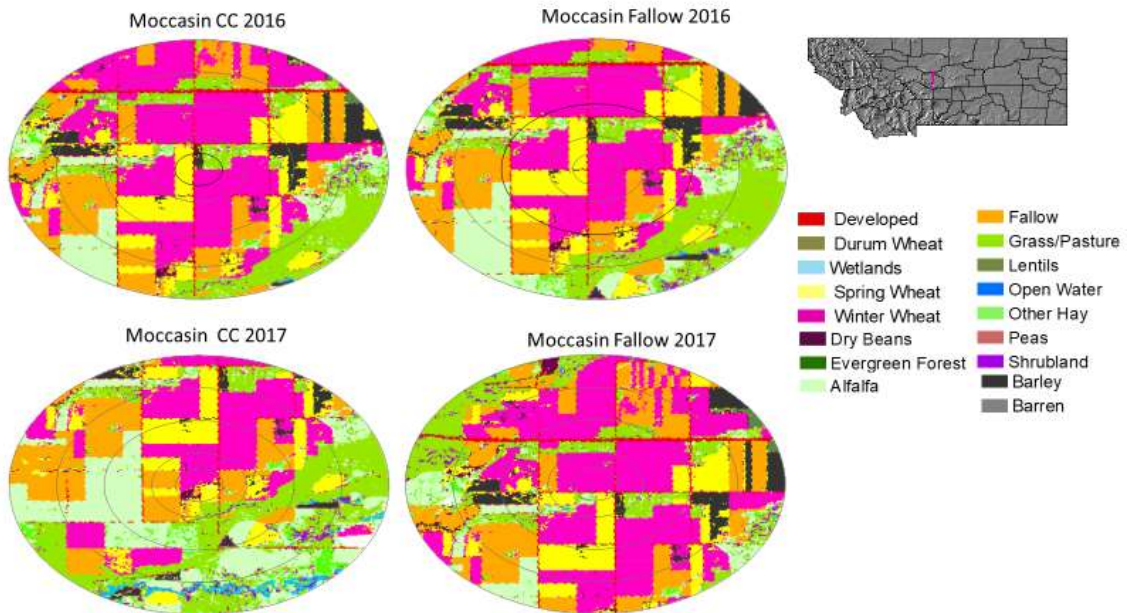 Moccasin CC 2016
Moccasin Fallow 2016
Moccasin  CC 2017
Moccasin Fallow 2017
Developed
Durum Wheat
Wetlands
Spring Wheat
Winter Wheat
Dry Beans
Evergreen Forest
Alfalfa
Fallow
Grass/Pasture
Lentils
Open Water
Other Hay
Peas
Shrubland
Barley
Barren